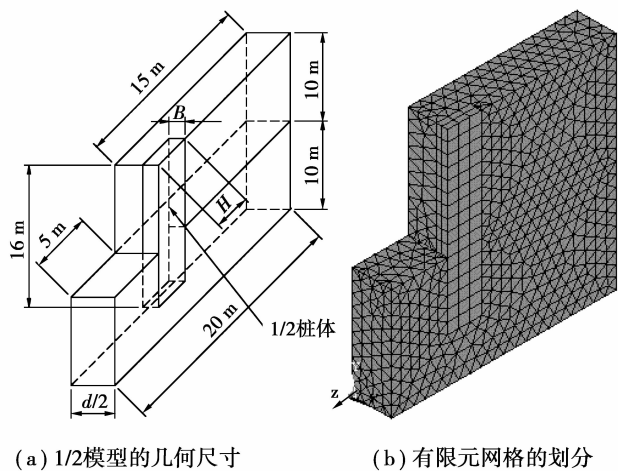 15 m
B
10 m
10 m
H
16 m
5 m
20 m
1/2桩体
d/2
Y
Z
(a) 1/2模型的几何尺寸
(b) 有限元网格的划分